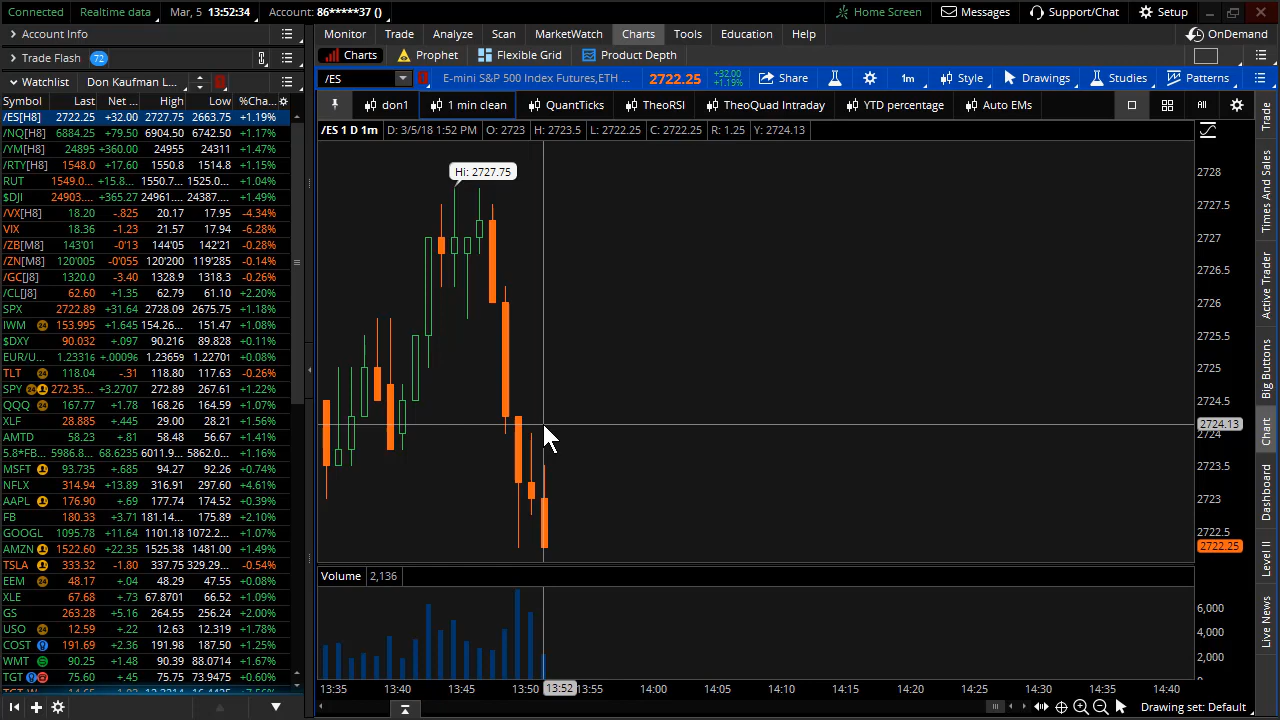 Connected Realtime data Mar, 5 13:52:34 Account: 86*****37 () Home Screen Messages Support/Chat Setup
Account Info Monitor Trade Analyze Scan MarketWatch Charts Tools Education Help OnDemand
Trade Flash 72 Charts Prophet Flexible Grid Product Depth
Watchlist Don Kaufman L... /ES E-mini S&P 500 Index Futures,ETH ... 2722.25 +32.00 +1.19% Share 1m Style Drawings Studies Patterns
Symbol Last Net ... High Low %Cha... don1 1 min clean QuantTicks TheoRSI TheoQuad Intraday YTD percentage Auto EMs All
/ES[H8] 2722.25 +32.00 2727.75 2663.75 +1.19%
/NQ[H8] 6884.25 +79.50 6904.50 6742.50 +1.17%
/YM[H8] 24895 +360.00 24955 24311 +1.47%
/RTY[H8] 1548.0 +17.60 1550.8 1514.8 +1.15%
RUT 1549.0... +15.8... 1550.7... 1525.0... +1.04%
$DJI 24903.... +365.27 24961.... 24387.... +1.49%
/VX[H8] 18.20 -.825 20.17 17.95 -4.34%
VIX 18.36 -1.23 21.57 17.94 -6.28%
/ZB[M8] 143'01 -0'13 144'05 142'21 -0.28%
/ZN[M8] 120'005 -0'055 120'200 119'285 -0.14%
/GC[J8] 1320.0 -3.40 1328.9 1318.3 -0.26%
/CL[J8] 62.60 +1.35 62.79 61.10 +2.20%
SPX 2722.89 +31.64 2728.09 2675.75 +1.18%
IWM 153.995 +1.645 154.26... 151.47 +1.08%
$DXY 90.032 +.097 90.216 89.828 +0.11%
EUR/U... 1.23316 +.00096 1.23659 1.22701 +0.08%
TLT 118.04 -.31 118.80 117.63 -0.26%
SPY 272.35... +3.2707 272.89 267.61 +1.22%
QQQ 167.77 +1.78 168.26 164.59 +1.07%
XLF 28.885 +.445 29.00 28.21 +1.56%
AMTD 58.23 +.81 58.48 56.67 +1.41%
5.8*FB... 5986.8... 68.6235 6011.9... 5862.0... +1.16%
MSFT 93.735 +.685 94.27 92.26 +0.74%
NFLX 314.94 +13.89 316.91 297.60 +4.61%
AAPL 176.90 +.69 177.74 174.52 +0.39%
FB 180.33 +3.71 181.14... 175.89 +2.10%
GOOGL 1095.78 +11.64 1101.18 1072.2... +1.07%
AMZN 1522.60 +22.35 1525.38 1481.00 +1.49%
TSLA 333.32 -1.80 337.75 329.29... -0.54%
EEM 48.17 +.04 48.29 47.55 +0.08%
XLE 67.68 +.73 67.8701 66.52 +1.09%
GS 263.28 +5.16 264.55 256.24 +2.00%
USO 12.59 +.22 12.63 12.319 +1.78%
COST 191.69 +2.36 191.98 187.50 +1.25%
WMT 90.25 +1.48 90.39 88.0714 +1.67%
TGT 75.60 +.45 75.75 73.9475 +0.60%
/ES 1 D 1m D: 3/5/18 1:52 PM O: 2723 H: 2723.5 L: 2722.25 C: 2722.25 R: 1.25 Y: 2724.13
Hi: 2727.75
2728
2727.5
2727
2726.5
2726
2725.5
2725
2724.5
2724.13
2724
2723.5
2723
2722.5
2722.25
Volume 2,136
6,000
4,000
2,000
13:35 13:40 13:45 13:50 13:52 13:55 14:00 14:05 14:10 14:15 14:20 14:25 14:30 14:35 14:40
Drawing set: Default
Trade
Times And Sales
Active Trader
Big Buttons
Chart
Dashboard
Level II
Live News